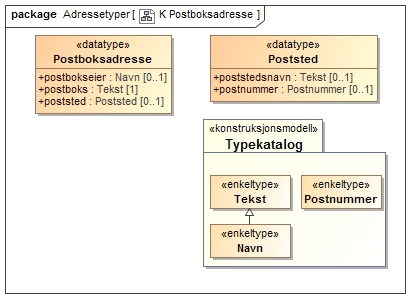 package Adressetyper [ K Postboksadresse ]
«datatype»
Postboksadresse
+postbokseier : Navn [0..1]
+postboks : Tekst [1]
+poststed : Poststed [0..1]
«datatype»
Poststed
+poststedsnavn : Tekst [0..1]
+postnummer : Postnummer [0..1]
«konstruksjonsmodell»
Typekatalog
«enkeltype»
Tekst
«enkeltype»
Postnummer
«enkeltype»
Navn